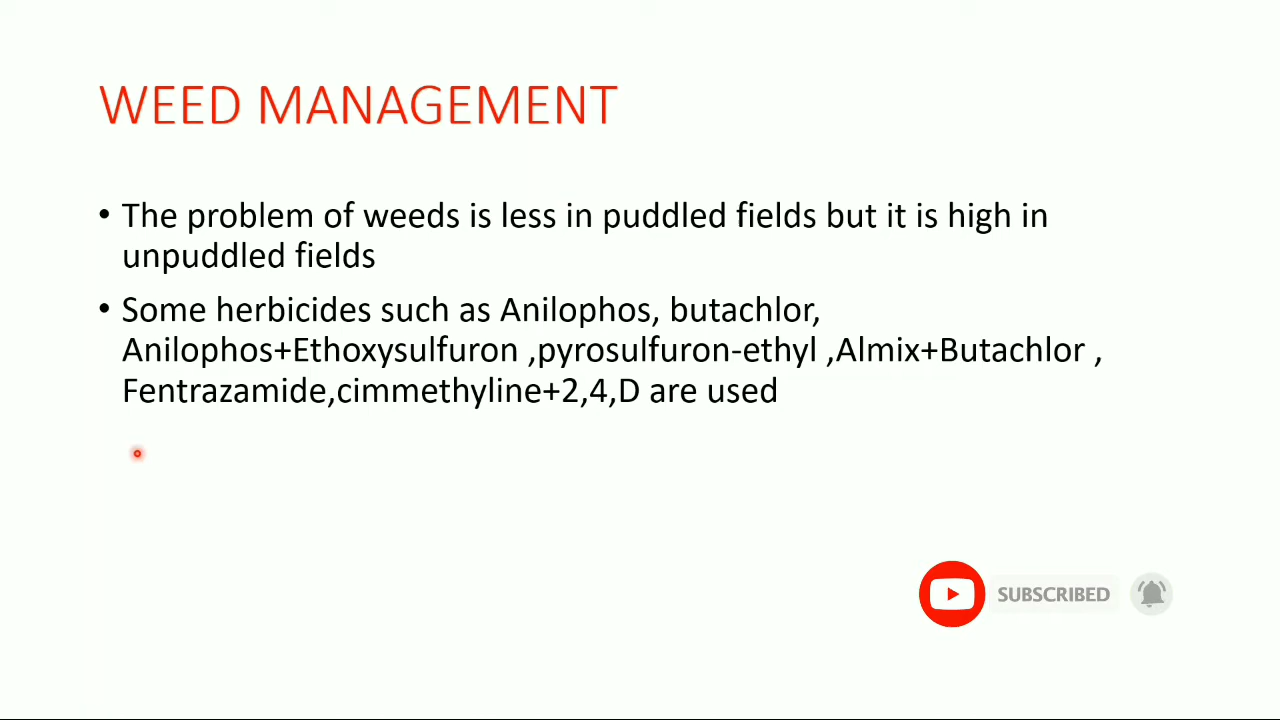 WEED MANAGEMENT
• The problem of weeds is less in puddled fields but it is high in
unpuddled fields
• Some herbicides such as Anilophos, butachlor,
Anilophos+Ethoxysulfuron ,pyrosulfuron-ethyl ,Almix+Butachlor ,
Fentrazamide,cimmethyline+2,4,D are used
SUBSCRIBED